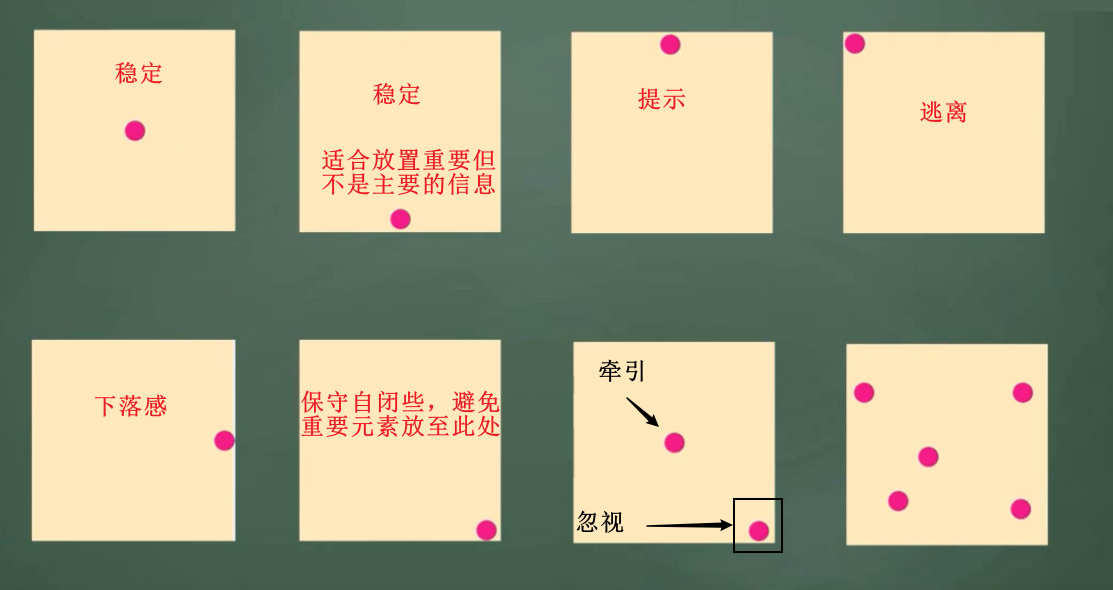 稳定
稳定
适合放置重要但
不是主要的信息
提示
逃离
下落感
保守自闭些，避免
重要元素放至此处
牵引
忽视